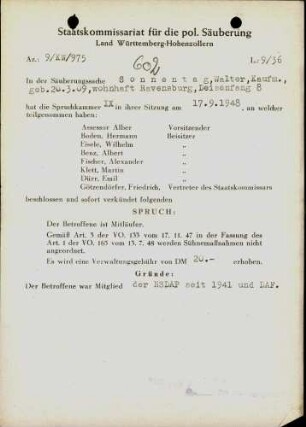 Staatskommissariat für die pol. Säuberung
Land Württemberg-Hohenzollern
Az.: 9/XII/975
602
L.: 9/36
In der Säuberungssache S o n n e n t a g, Walter, Kaufm.,
geb. 20.3.09, wohnhaft Ravensburg, Leisenfang 8
hat die Spruchkammer IX in ihrer Sitzung am 17.9.1948, an welcher
teilgenommen haben:
Assessor Alber Vorsitzender
Boden, Hermann Beisitzer
Eisele, Wilhelm "
Benz, Albert "
Fischer, Alexander "
Klett, Martin "
Dürr, Emil "
Götzendörfer, Friedrich, Vertreter des Staatskommissars
beschlossen und sofort verkündet folgenden
SPRUCH:
Der Betroffene ist Mitläufer.
Gemäß Art. 3 der VO. 133 vom 17. 11. 47 in der Fassung des
Art. 1 der VO. 165 vom 13. 7. 48 werden Sühnemaßnahmen nicht
angeordnet.
Es wird eine Verwaltungsgebühr von DM 20.- erhoben.
Gründe:
Der Betroffene war Mitglied der NSDAP seit 1941 und DAF.